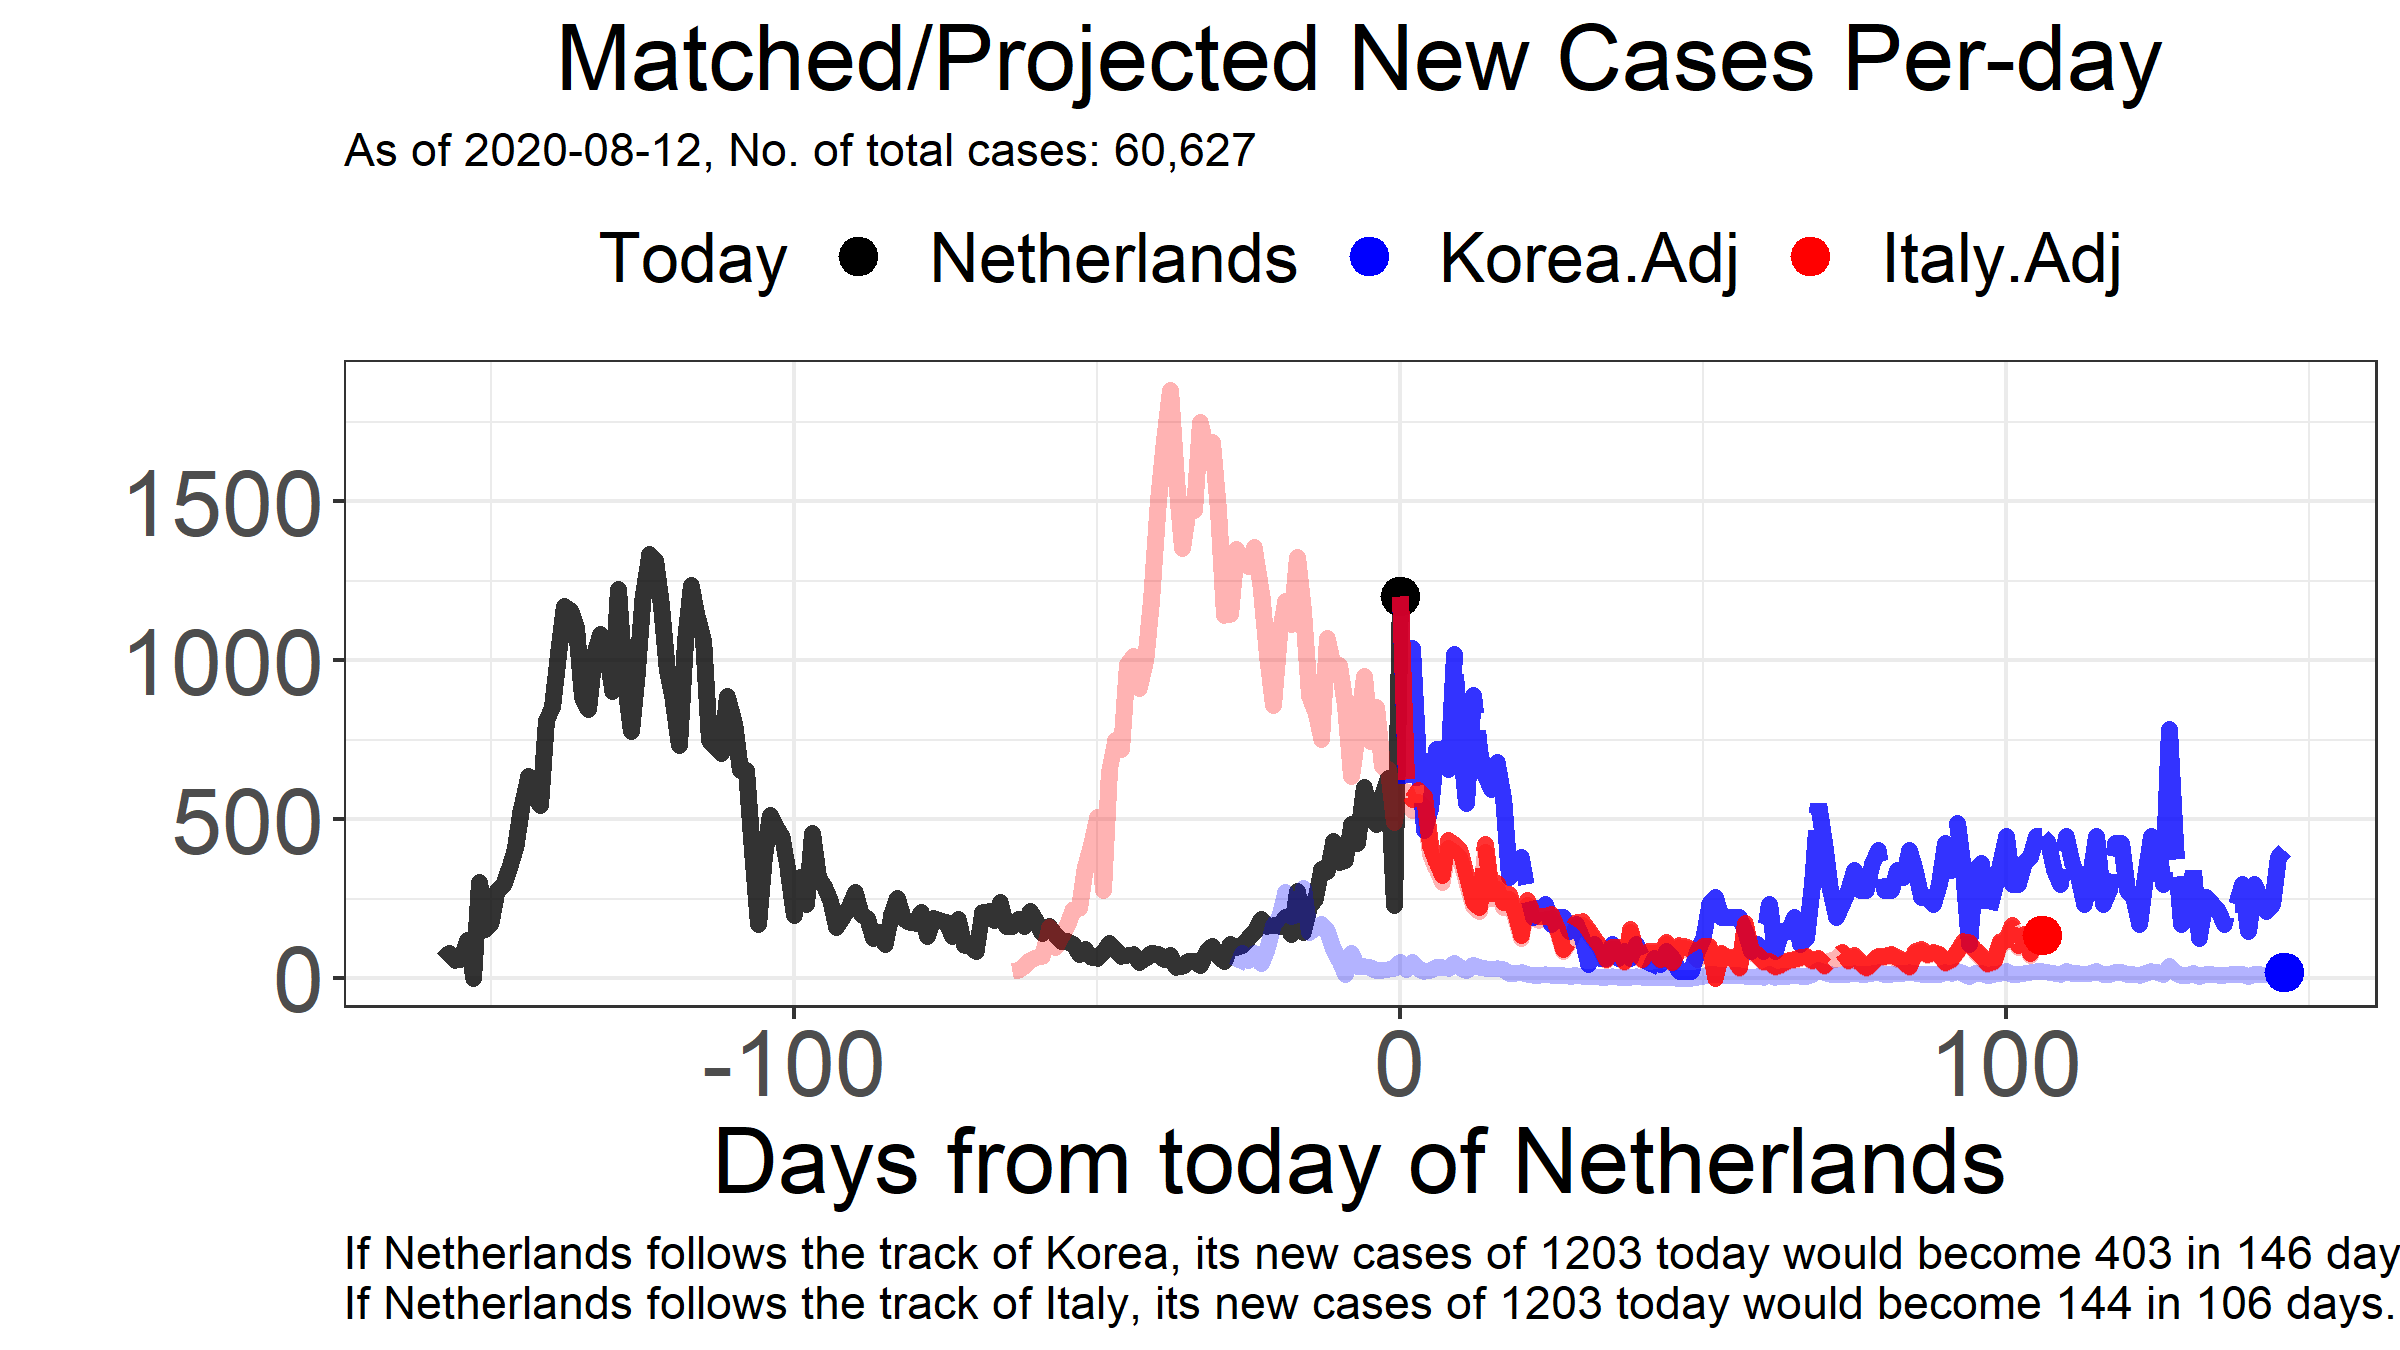 Matched/Projected New Cases Per-day
As of 2020-08-12, No. of total cases: 60,627
Today Netherlands Korea.Adj Italy.Adj
1500
1000
500
0
-100 0 100
Days from today of Netherlands
If Netherlands follows the track of Korea, its new cases of 1203 today would become 403 in 146 day
If Netherlands follows the track of Italy, its new cases of 1203 today would become 144 in 106 days.